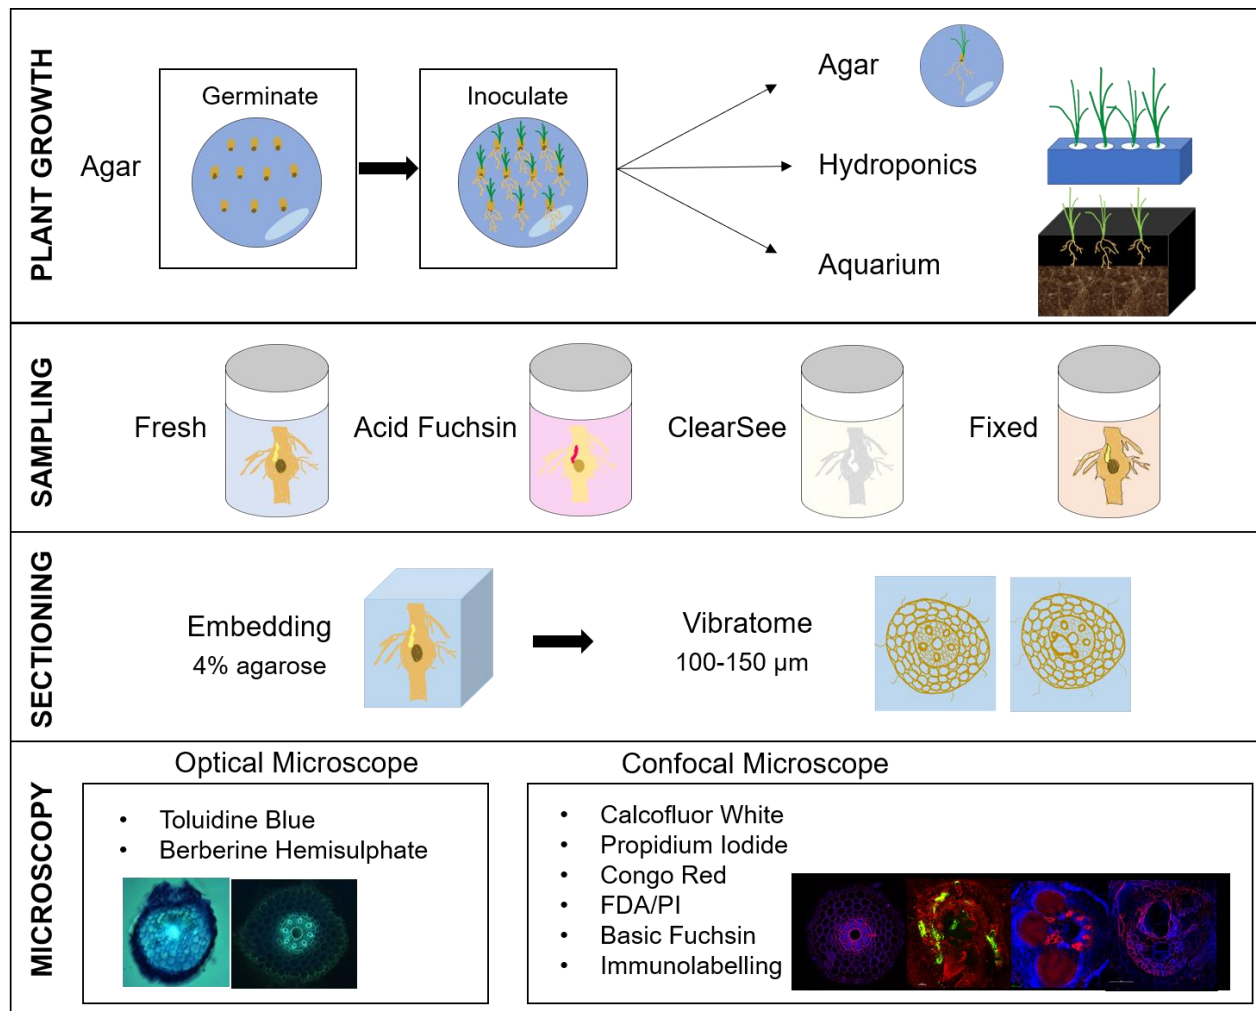 PLANT GROWTH
Agar
Germinate
Inoculate
Agar
Hydroponics
Aquarium
SAMPLING
Fresh
Acid Fuchsin
ClearSee
Fixed
SECTIONING
Embedding
4% agarose
Vibratome
100-150 µm
MICROSCOPY
Optical Microscope
• Toluidine Blue
• Berberine Hemisulphate
Confocal Microscope
• Calcofluor White
• Propidium Iodide
• Congo Red
• FDA/PI
• Basic Fuchsin
• Immunolabelling